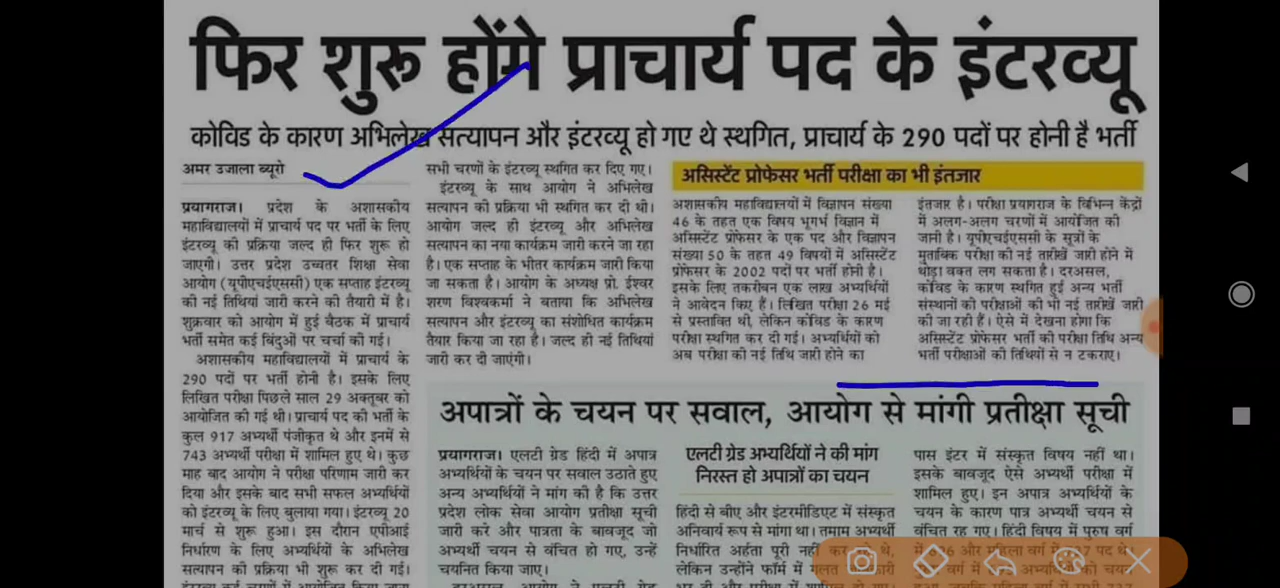 फिर शुरू होंगे प्राचार्य पद के इंटरव्यू
कोविड के कारण अभिलेख सत्यापन और इंटरव्यू हो गए थे स्थगित, प्राचार्य के 290 पदों पर होनी है भर्ती
अमर उजाला ब्यूरो
प्रयागराज। प्रदेश के अशासकीय
महाविद्यालयों में प्राचार्य पद पर भर्ती के लिए
इंटरव्यू की प्रक्रिया जल्द ही फिर शुरू हो
जाएगी। उत्तर प्रदेश उच्चतर शिक्षा सेवा
आयोग (यूपीएचईएससी) एक सप्ताह इंटरव्यू
की नई तिथियां जारी करने की तैयारी में है।
शुक्रवार को आयोग में हुई बैठक में प्राचार्य
भर्ती समेत कई बिंदुओं पर चर्चा की गई।
अशासकीय महाविद्यालयों में प्राचार्य के
290 पदों पर भर्ती होनी है। इसके लिए
लिखित परीक्षा पिछले साल 29 अक्तूबर को
आयोजित की गई थी। प्राचार्य पद की भर्ती के
कुल 917 अभ्यर्थी पंजीकृत थे और इनमें से
743 अभ्यर्थी परीक्षा में शामिल हुए थे। कुछ
माह बाद आयोग ने परीक्षा परिणाम जारी कर
दिया और इसके बाद सभी सफल अभ्यर्थियों
को इंटरव्यू के लिए बुलाया गया। इंटरव्यू 20
मार्च से शुरू हुआ। इस दौरान एपीआई
निर्धारण के लिए अभ्यर्थियों के अभिलेख
सत्यापन की प्रक्रिया भी शुरू कर दी गई।
सभी चरणों के इंटरव्यू स्थगित कर दिए गए।
इंटरव्यू के साथ आयोग ने अभिलेख
सत्यापन की प्रक्रिया भी स्थगित कर दी थी।
आयोग जल्द ही इंटरव्यू और अभिलेख
सत्यापन का नया कार्यक्रम जारी करने जा रहा
है। एक सप्ताह के भीतर कार्यक्रम जारी किया
जा सकता है। आयोग के अध्यक्ष प्रो. ईश्वर
शरण विश्वकर्मा ने बताया कि अभिलेख
सत्यापन और इंटरव्यू का संशोधित कार्यक्रम
तैयार किया जा रहा है। जल्द ही नई तिथियां
जारी कर दी जाएंगी।
असिस्टेंट प्रोफेसर भर्ती परीक्षा का भी इंतजार
अशासकीय महाविद्यालयों में विज्ञापन संख्या
46 के तहत एक विषय भूगर्भ विज्ञान में
असिस्टेंट प्रोफेसर के एक पद और विज्ञापन
संख्या 50 के तहत 49 विषयों में असिस्टेंट
प्रोफेसर के 2002 पदों पर भर्ती होनी है।
इसके लिए तकरीबन एक लाख अभ्यर्थियों
ने आवेदन किए हैं। लिखित परीक्षा 26 मई
से प्रस्तावित थी, लेकिन कोविड के कारण
परीक्षा स्थगित कर दी गई। अभ्यर्थियों को
अब परीक्षा की नई तिथि जारी होने का
इंतजार है। परीक्षा प्रयागराज के विभिन्न केंद्रों
में अलग-अलग चरणों में आयोजित की
जानी है। यूपीएचईएससी के सूत्रों के
मुताबिक परीक्षा की नई तारीखें जारी होने में
थोड़ा वक्त लग सकता है। दरअसल,
कोविड के कारण स्थगित हुई अन्य भर्ती
संस्थानों की परीक्षाओं की भी नई तारीखें जारी
की जा रही हैं। ऐसे में देखना होगा कि
असिस्टेंट प्रोफेसर भर्ती की परीक्षा तिथि अन्य
भर्ती परीक्षाओं की तिथियों से न टकराए।
अपात्रों के चयन पर सवाल, आयोग से मांगी प्रतीक्षा सूची
प्रयागराज। एलटी ग्रेड हिंदी में अपात्र
अभ्यर्थियों के चयन पर सवाल उठाते हुए
अन्य अभ्यर्थियों ने मांग की है कि उत्तर
प्रदेश लोक सेवा आयोग प्रतीक्षा सूची
जारी करे और पात्रता के बावजूद जो
अभ्यर्थी चयन से वंचित हो गए, उन्हें
चयनित किया जाए।
एलटी ग्रेड अभ्यर्थियों ने की मांग
निरस्त हो अपात्रों का चयन
हिंदी से बीए और इंटरमीडिएट में संस्कृत
अनिवार्य रूप से मांगा था। तमाम अभ्यर्थी
निर्धारित अर्हता पूरी नहीं थे,
लेकिन उन्होंने फॉर्म में गलत
पास इंटर में संस्कृत विषय नहीं था।
इसके बावजूद ऐसे अभ्यर्थी परीक्षा में
शामिल हुए। इन अपात्र अभ्यर्थियों के
चयन के कारण पात्र अभ्यर्थी चयन से
वंचित रह गए। हिंदी विषय में पुरुष वर्ग